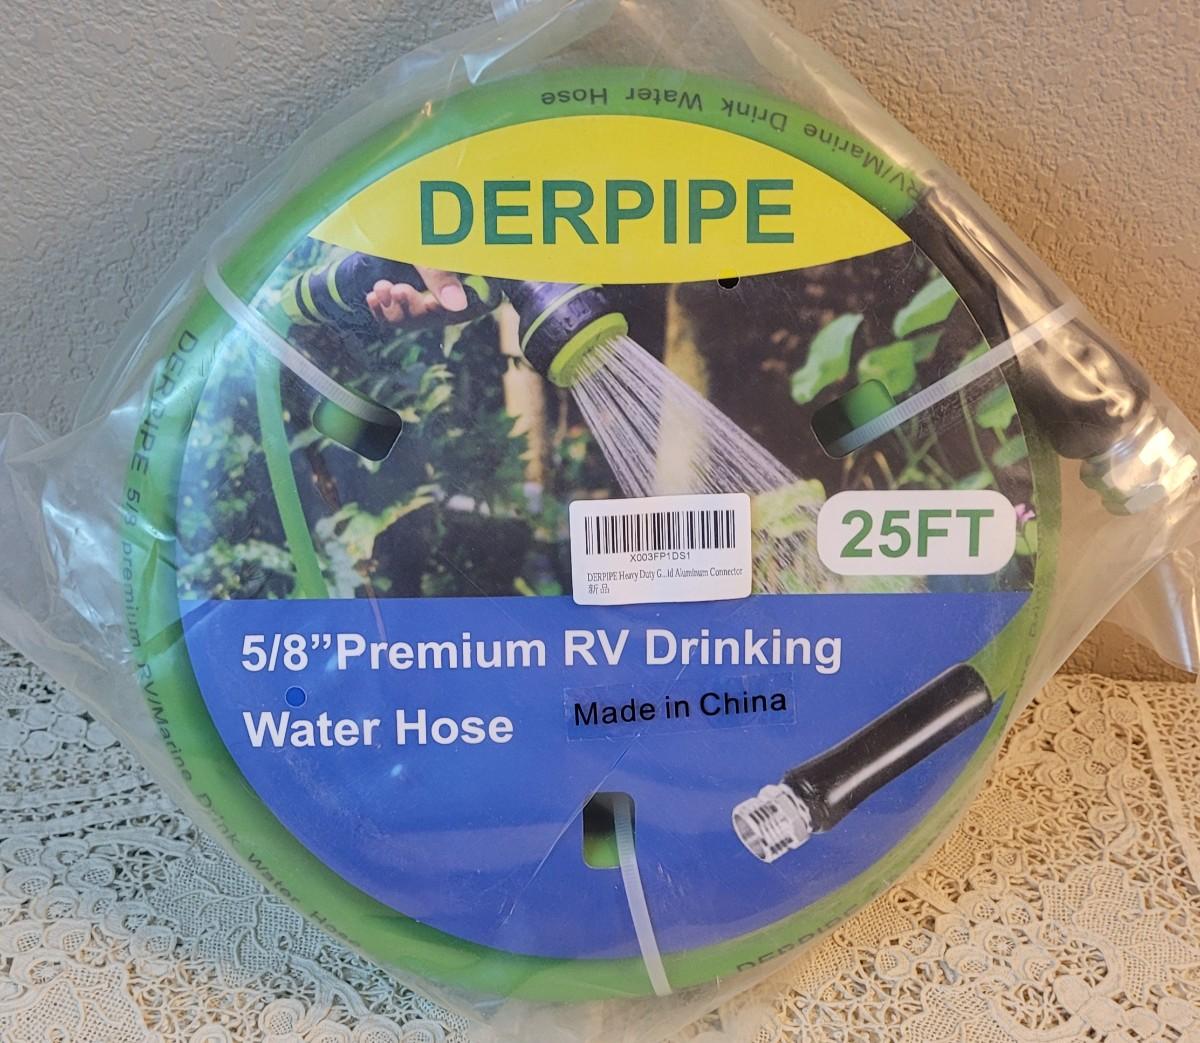 RV/Marine Drink Water Hose
DERPIPE
25FT
X003FP1DS1
DERPIPE Heavy Duty G...id Aluminum Connector
新品
5/8”Premium RV Drinking
Water Hose
Made in China
DERPIPE 5/8 premium RV/Marine Drink Water Hose
DERPIPE